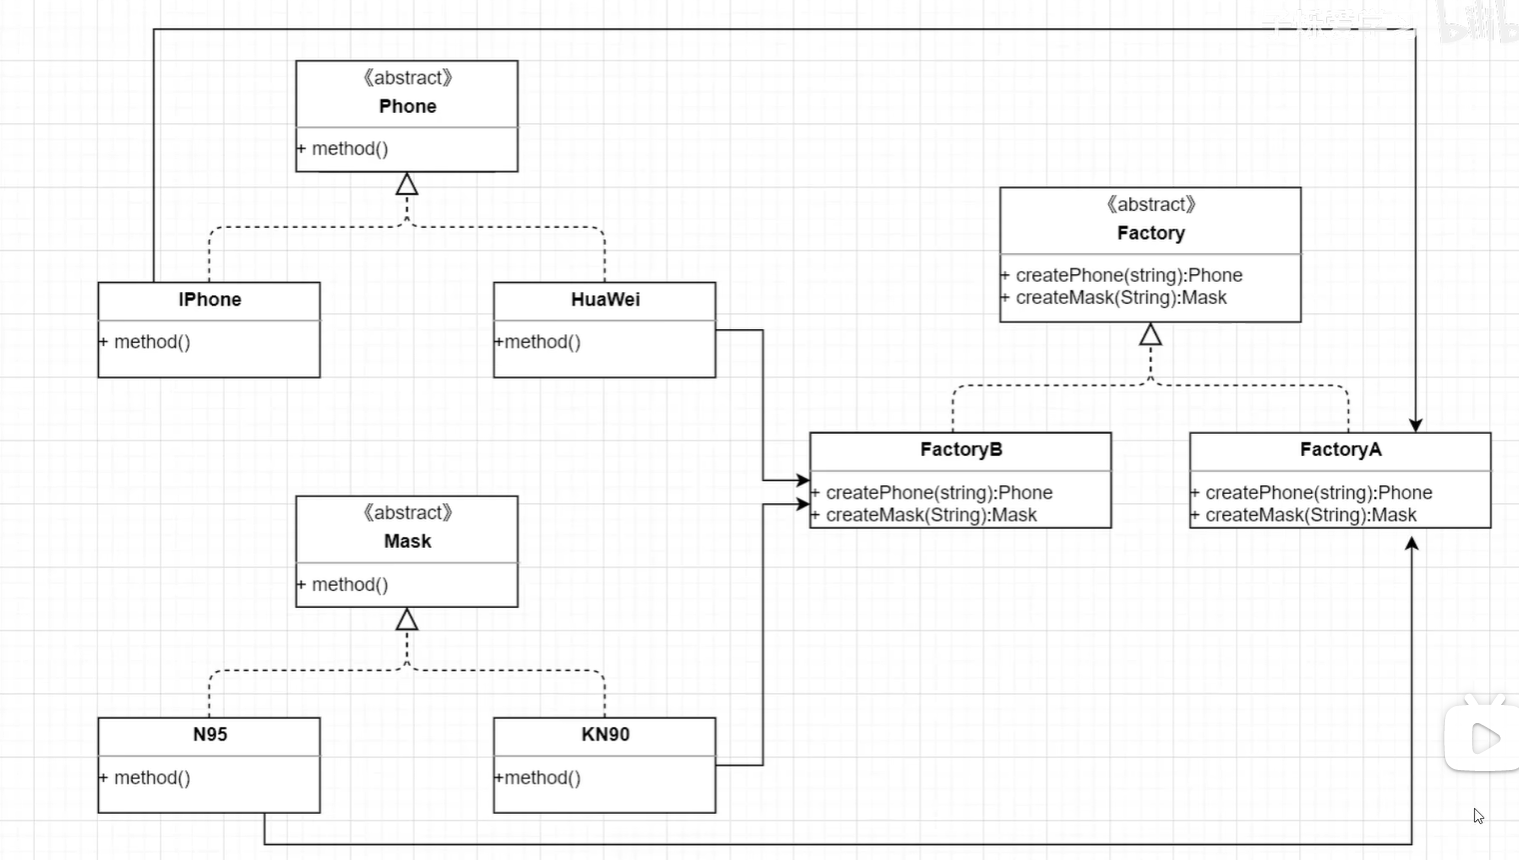 《abstract》
Phone
+ method()
IPhone
+ method()
HuaWei
+method()
《abstract》
Factory
+ createPhone(string):Phone
+ createMask(String):Mask
FactoryB
+ createPhone(string):Phone
+ createMask(String):Mask
FactoryA
+ createPhone(string):Phone
+ createMask(String):Mask
《abstract》
Mask
+ method()
N95
+ method()
KN90
+method()